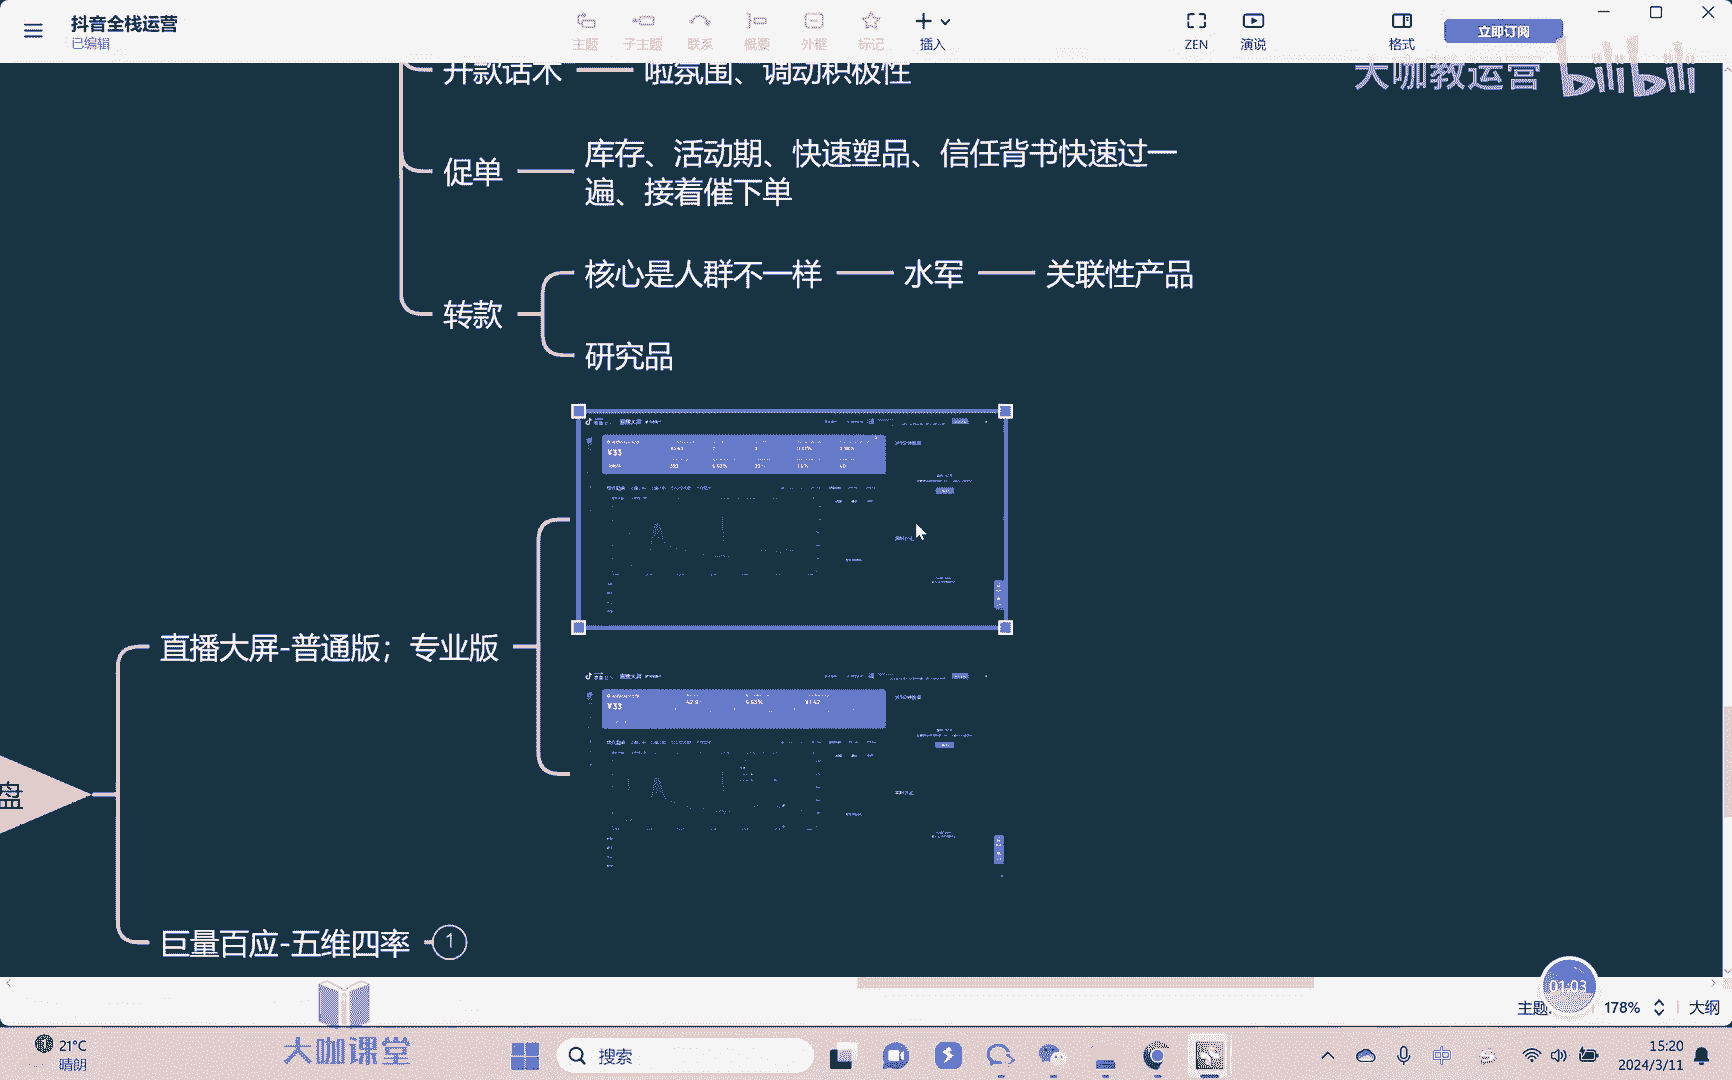 抖音全栈运营
已编辑
主题
子主题
联系
概要
外框
标记
插入
ZEN
演说
格式
立即订阅
大咖教运营 bilibili
开款话术
啦氛围、调动积极性
促单
库存、活动期、快速塑品、信任背书快速过一
遍、接着催下单
转款
核心是人群不一样
水军
关联性产品
研究品
¥33
¥33
直播大屏-普通版；专业版
盘
巨量百应-五维四率
1
01:03
主题:
178%
大纲
21°C
晴朗
大咖课堂
搜索
中
15:20
2024/3/11